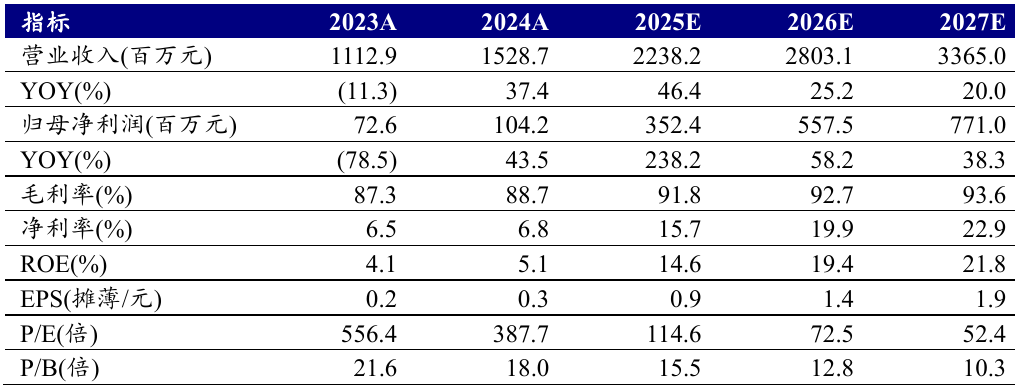 指标 2023A 2024A 2025E 2026E 2027E
营业收入(百万元) 1112.9 1528.7 2238.2 2803.1 3365.0
YOY(%) (11.3) 37.4 46.4 25.2 20.0
归母净利润(百万元) 72.6 104.2 352.4 557.5 771.0
YOY(%) (78.5) 43.5 238.2 58.2 38.3
毛利率(%) 87.3 88.7 91.8 92.7 93.6
净利率(%) 6.5 6.8 15.7 19.9 22.9
ROE(%) 4.1 5.1 14.6 19.4 21.8
EPS(摊薄/元) 0.2 0.3 0.9 1.4 1.9
P/E(倍) 556.4 387.7 114.6 72.5 52.4
P/B(倍) 21.6 18.0 15.5 12.8 10.3